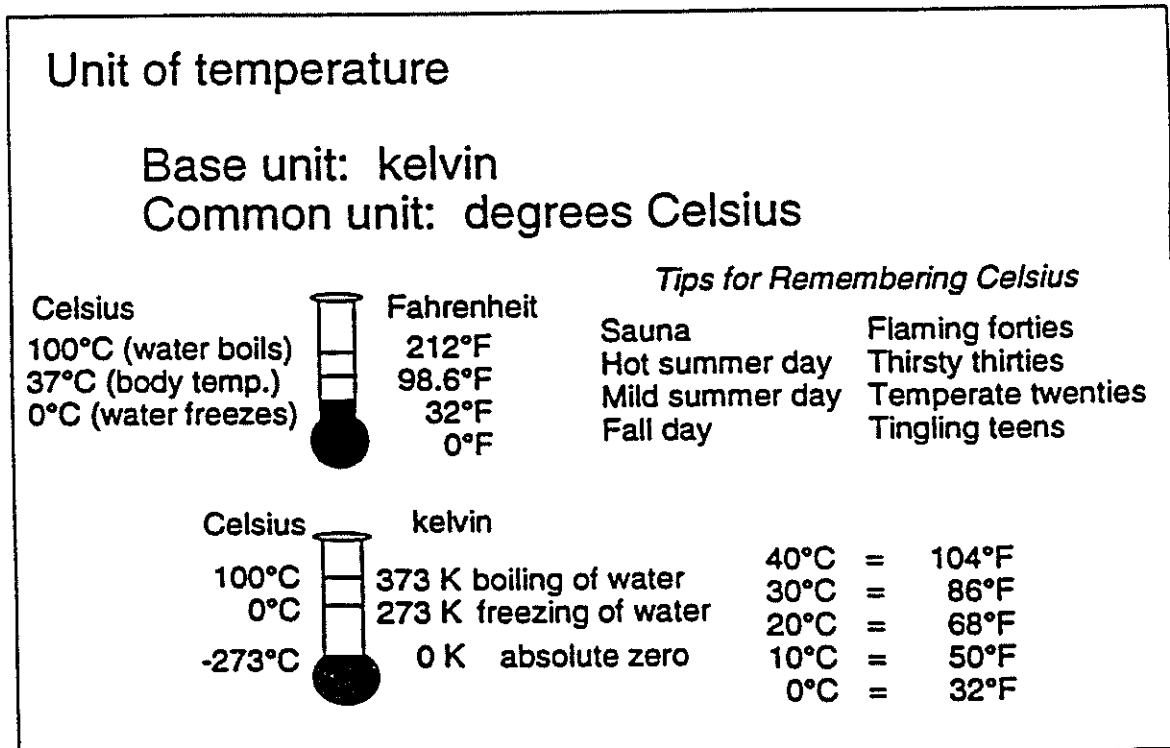 Unit of temperature
Base unit: kelvin
Common unit: degrees Celsius
Celsius Fahrenheit
100°C (water boils) 212°F
37°C (body temp.) 98.6°F
0°C (water freezes) 32°F
0°F
Tips for Remembering Celsius
Sauna Flaming forties
Hot summer day Thirsty thirties
Mild summer day Temperate twenties
Fall day Tingling teens
Celsius kelvin
100°C 373 K boiling of water
0°C 273 K freezing of water
-273°C 0 K absolute zero
40°C = 104°F
30°C = 86°F
20°C = 68°F
10°C = 50°F
0°C = 32°F